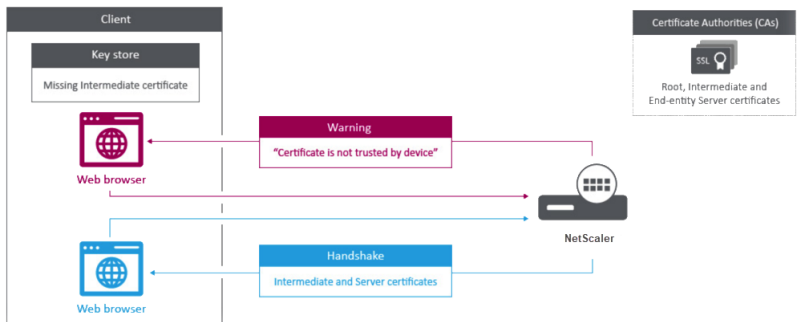 Client
Key store
Missing Intermediate certificate
Web browser
Warning
"Certificate is not trusted by device"
Certificate Authorities (CAs)
SSL
Root, Intermediate and
End-entity Server certificates
NetScaler
Web browser
Handshake
Intermediate and Server certificates